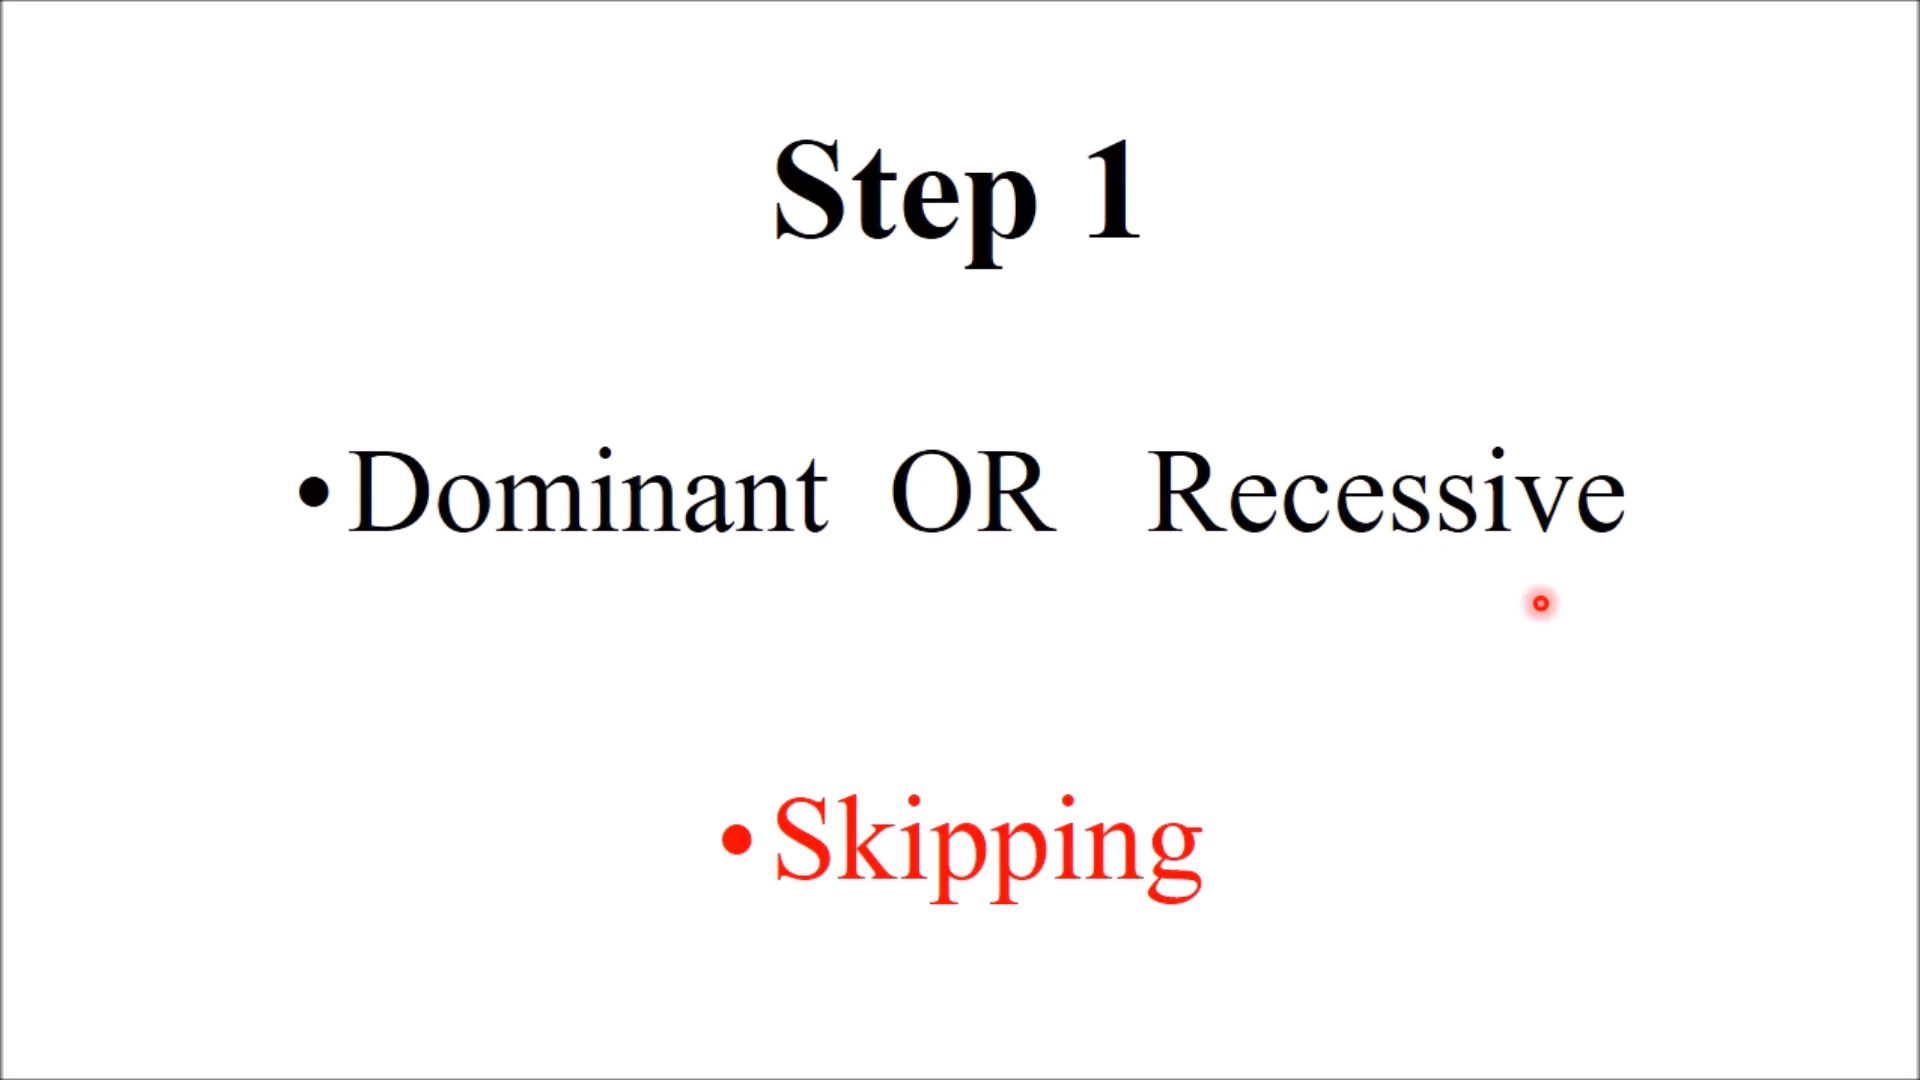 Step 1
•Dominant OR Recessive
•Skipping